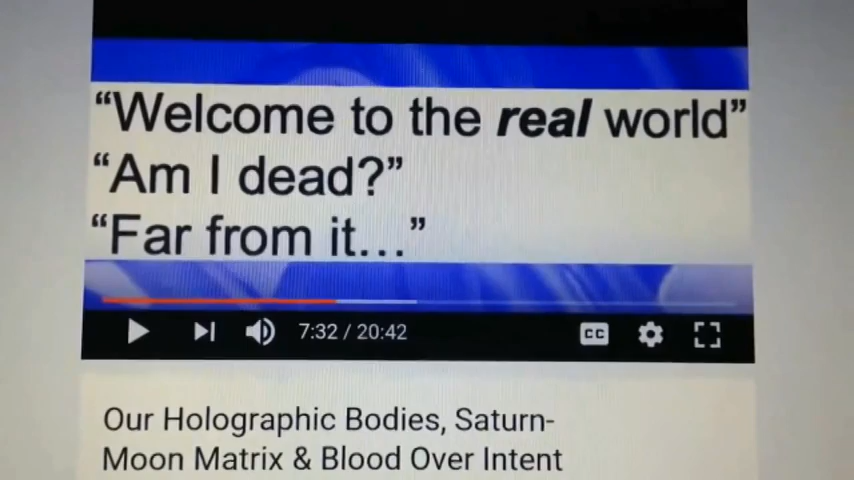 “Welcome to the real world”
“Am I dead?”
“Far from it...”
7:32 / 20:42
CC
Our Holographic Bodies, Saturn-
Moon Matrix & Blood Over Intent